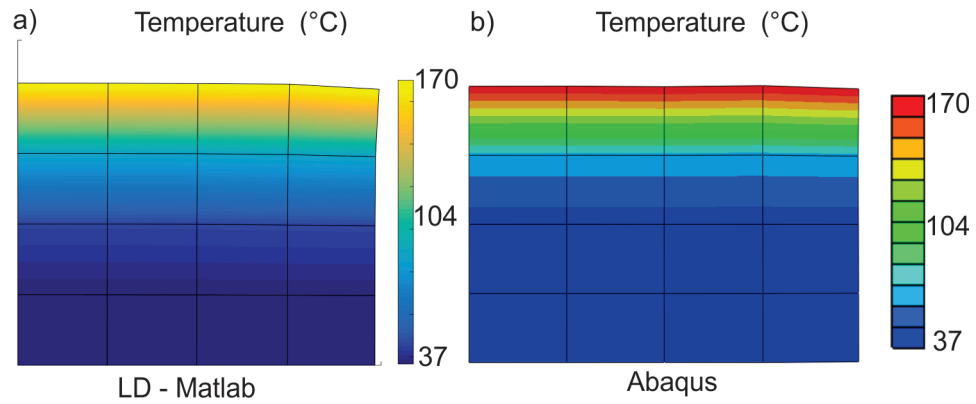 a) Temperature (°C)
170
104
37
LD - Matlab
b) Temperature (°C)
170
104
37
Abaqus